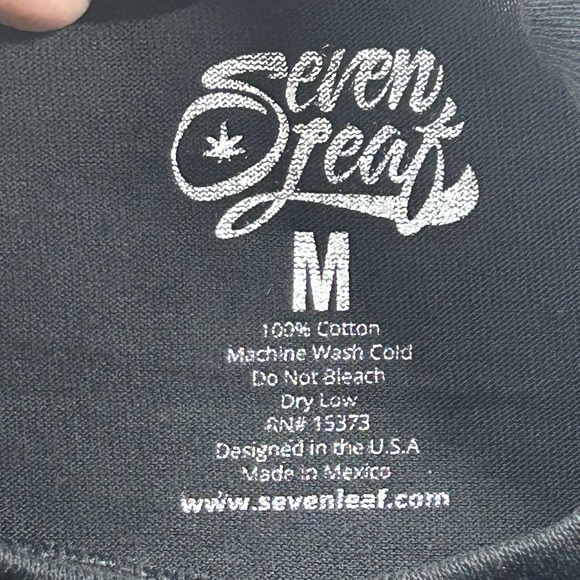 Seven
Leaf
M
100% Cotton
Machine Wash Cold
Do Not Bleach
Dry Low
RN# 15373
Designed in the U.S.A
Made in Mexico
www.sevenleaf.com